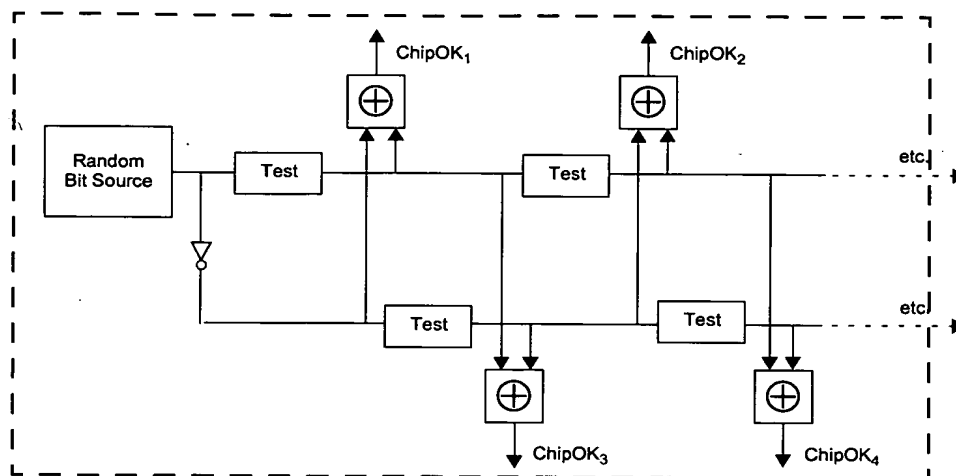 ChipOK1
ChipOK2
Random
Bit Source
Test
Test
etc.
Test
Test
etc
ChipOK3
ChipOK4